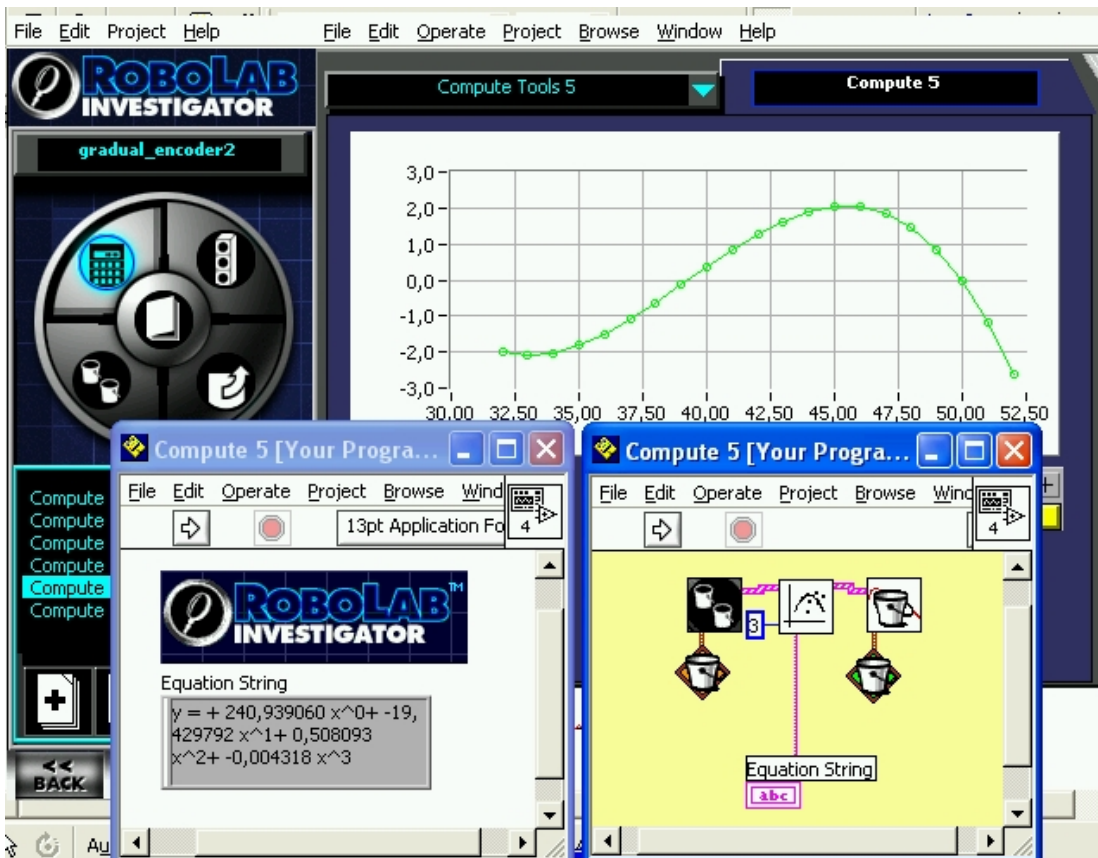 File Edit Project Help
File Edit Operate Project Browse Window Help
ROBOLAB
INVESTIGATOR
Compute Tools 5
Compute 5
gradual_encoder2
3,0
2,0
1,0
0,0
-1,0
-2,0
-3,0
30,00 32,50 35,00 37,50 40,00 42,50 45,00 47,50 50,00 52,50
Compute
Compute
Compute
Compute
Compute
Compute
<<
BACK
Compute 5 [Your Progra...
File Edit Operate Project Browse Wind
4
13pt Application Fo
ROBOLAB™
INVESTIGATOR
Equation String
y = + 240,939060 x^0+ -19,
429792 x^1+ 0,508093
x^2+ -0,004318 x^3
Compute 5 [Your Progra...
File Edit Operate Project Browse Wind
4
3
Equation String
abc